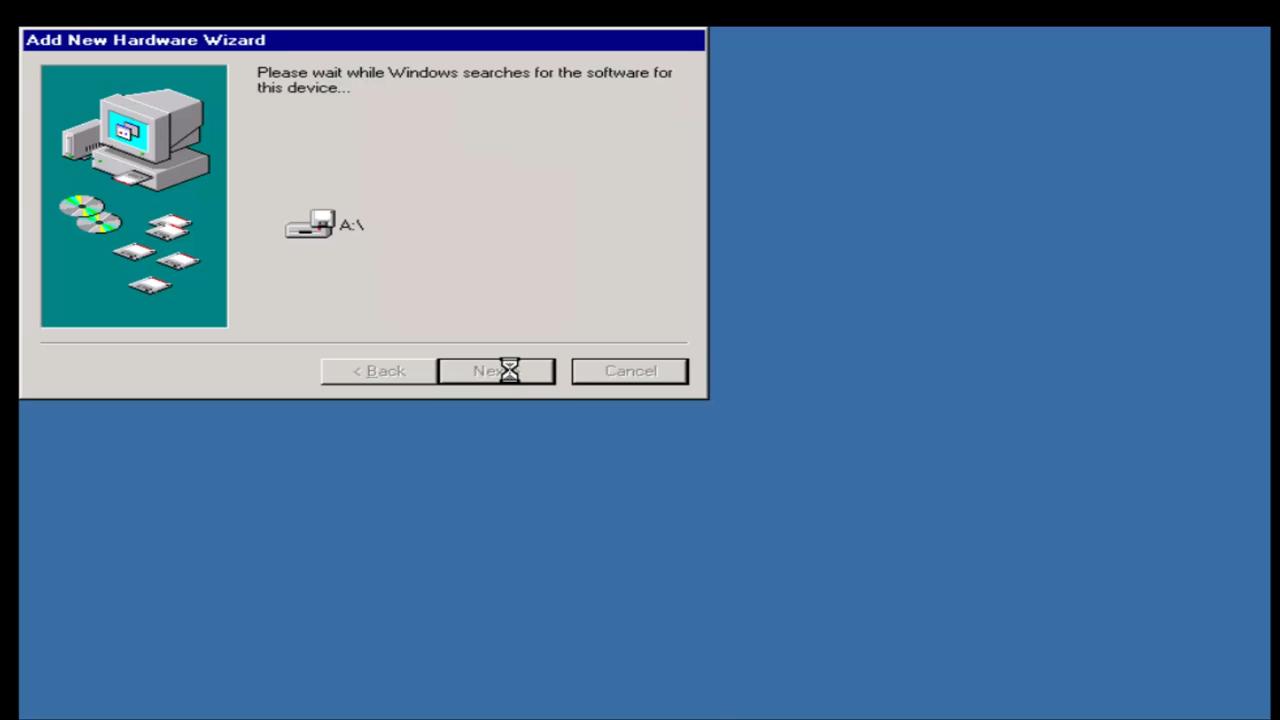 Add New Hardware Wizard
Please wait while Windows searches for the software for
this device...
A:\
< Back
Cancel